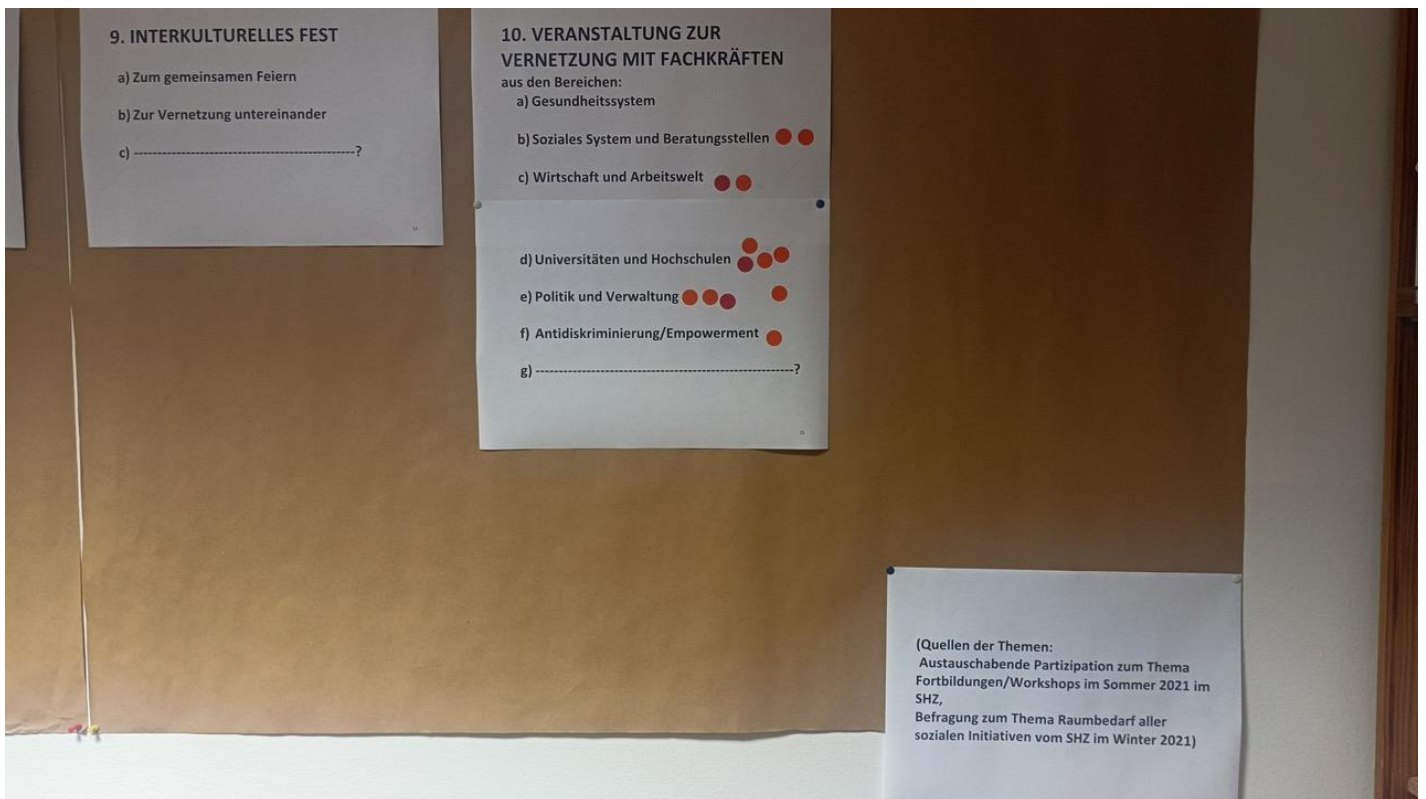 9. INTERKULTURELLES FEST
a) Zum gemeinsamen Feiern
b) Zur Vernetzung untereinander
c) -----------------------------------------------?
10. VERANSTALTUNG ZUR
VERNETZUNG MIT FACHKRÄFTEN
aus den Bereichen:
a) Gesundheitssystem
b) Soziales System und Beratungsstellen
c) Wirtschaft und Arbeitswelt
d) Universitäten und Hochschulen
e) Politik und Verwaltung
f) Antidiskriminierung/Empowerment
g) -------------------------------------------------------?
(Quellen der Themen:
Austauschabende Partizipation zum Thema
Fortbildungen/Workshops im Sommer 2021 im
SHZ,
Befragung zum Thema Raumbedarf aller
sozialen Initiativen vom SHZ im Winter 2021)